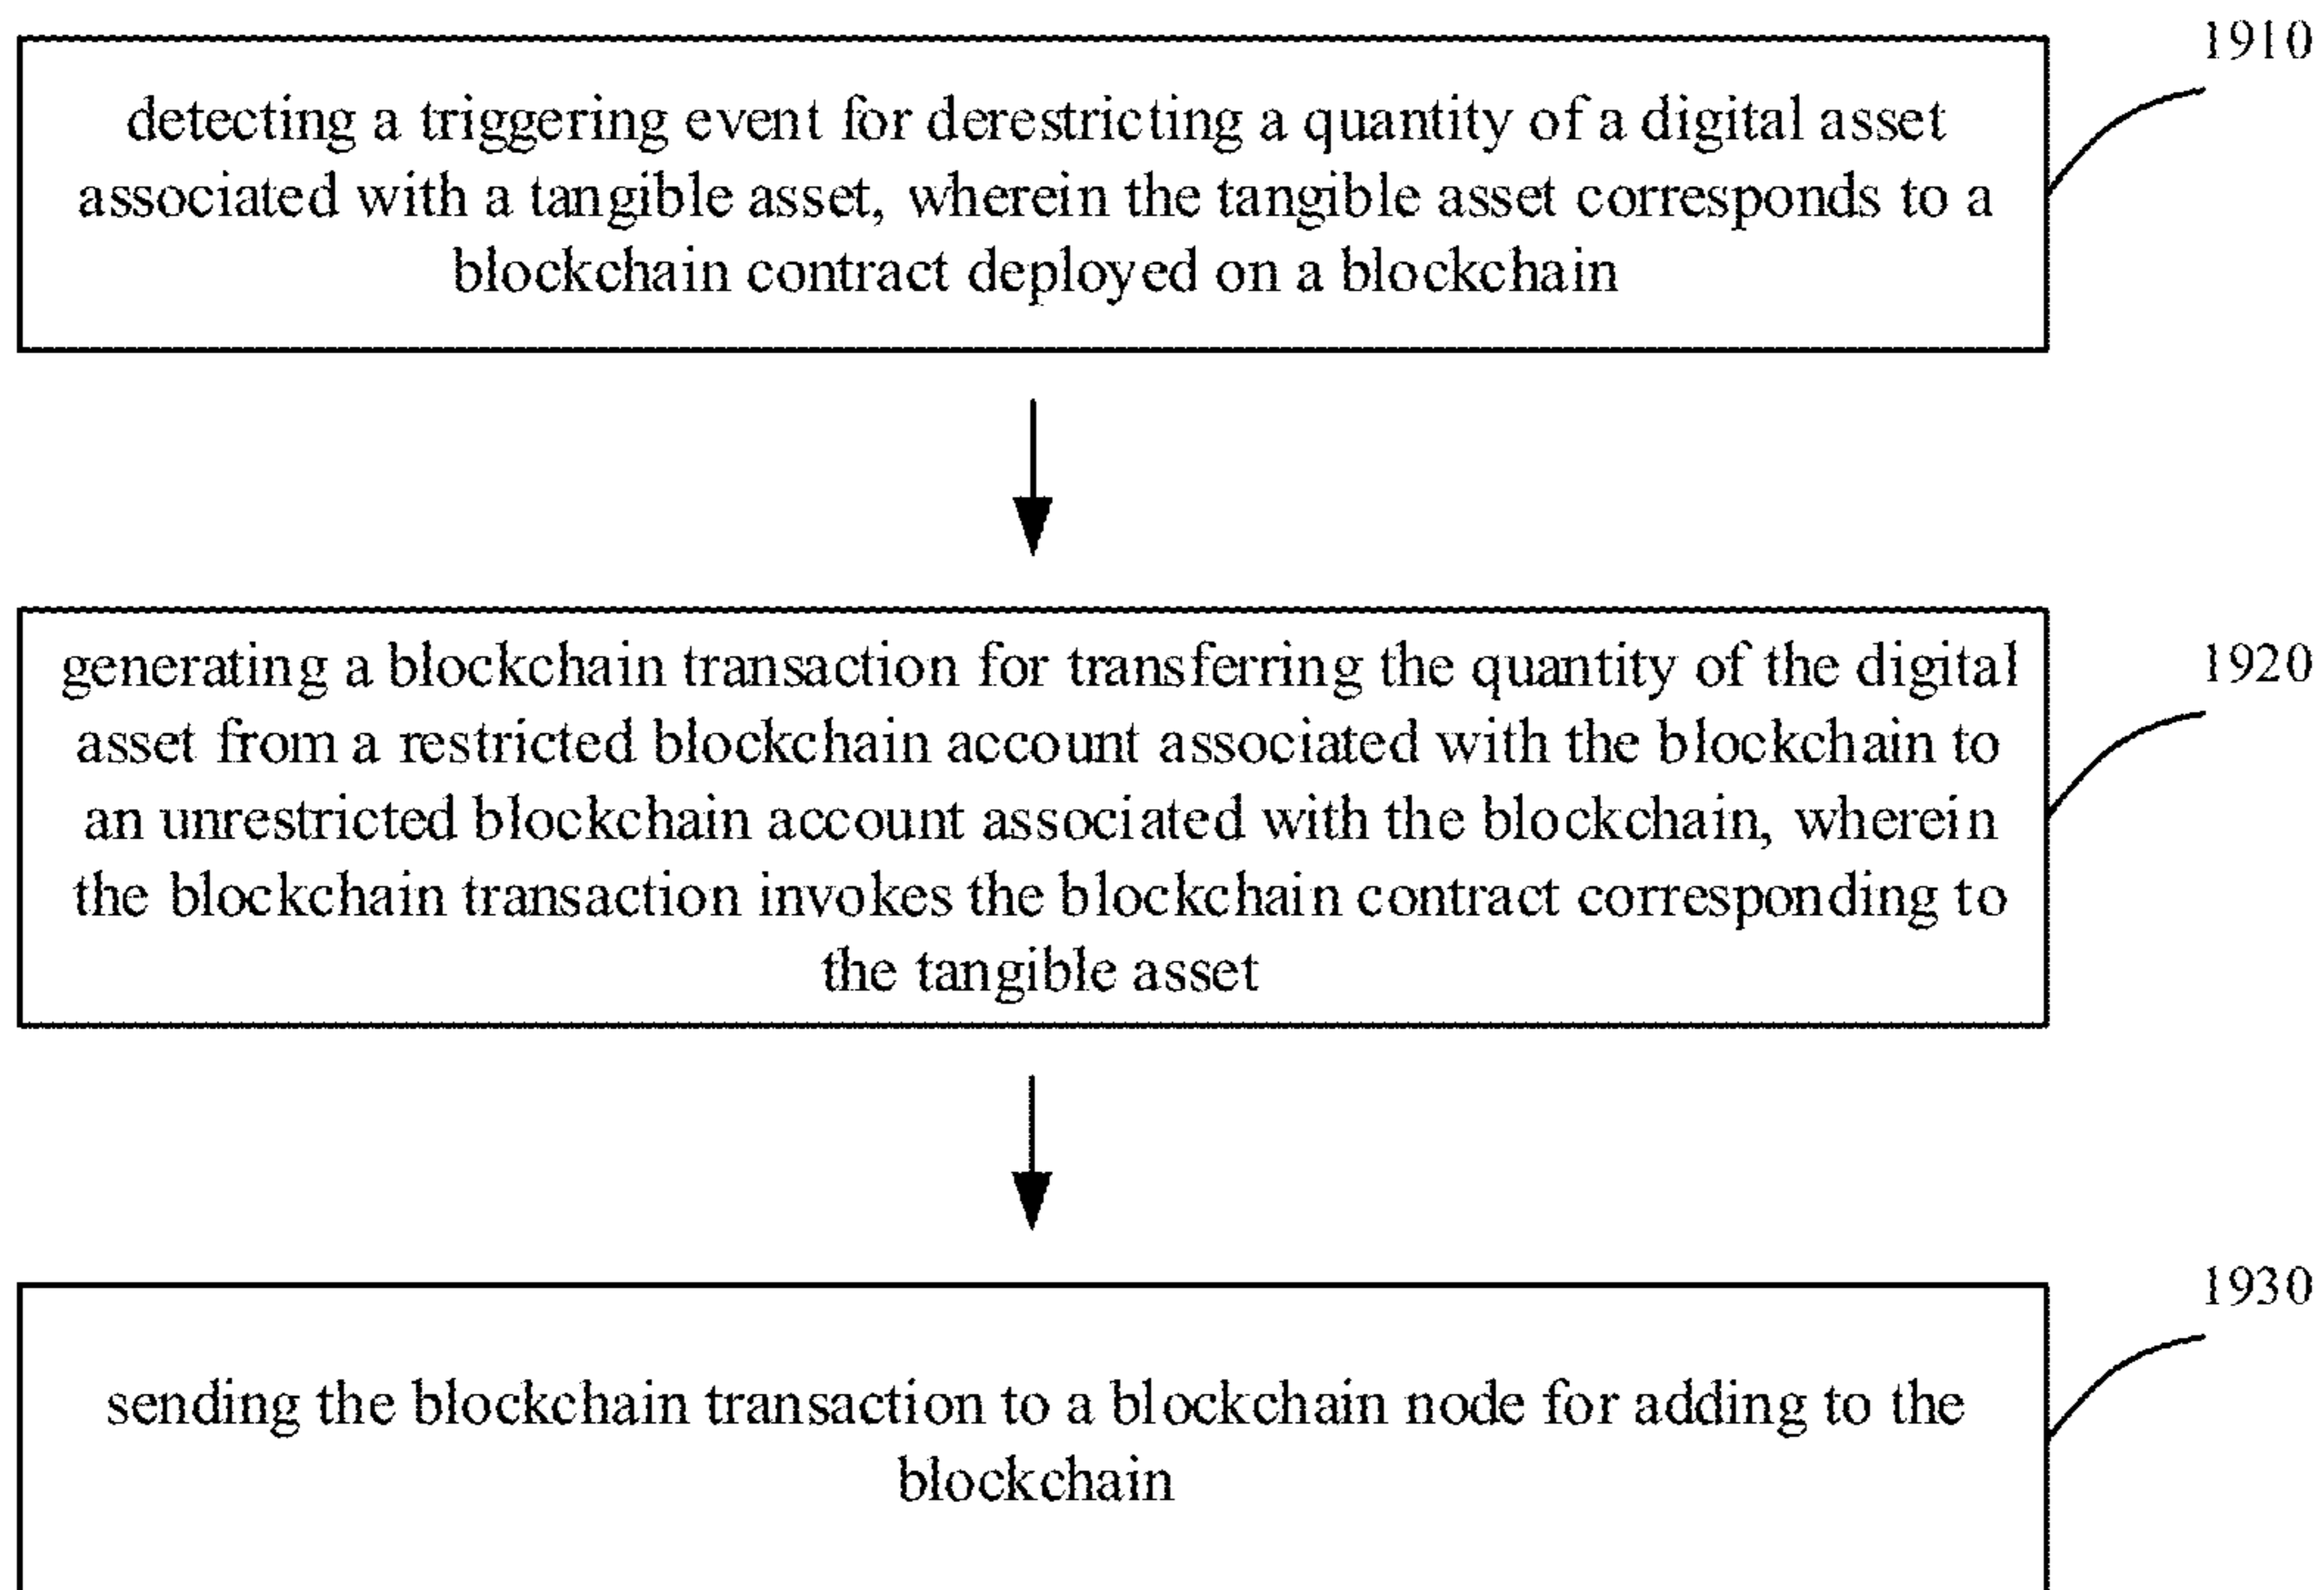 1910
detecting a triggering event for derestricting a quantity of a digital asset
associated with a tangible asset, wherein the tangible asset corresponds to a
blockchain contract deployed on a blockchain
generating a blockchain transaction for transferring the quantity of the digital
1920
asset from a restricted blockchain account associated with the blockchain to
an unrestricted blockchain account associated with the blockchain, wherein
the blockchain transaction invokes the blockchain contract corresponding to
the tangible asset
1930
sending the blockchain transaction to a blockchain node for adding to the
blockchain